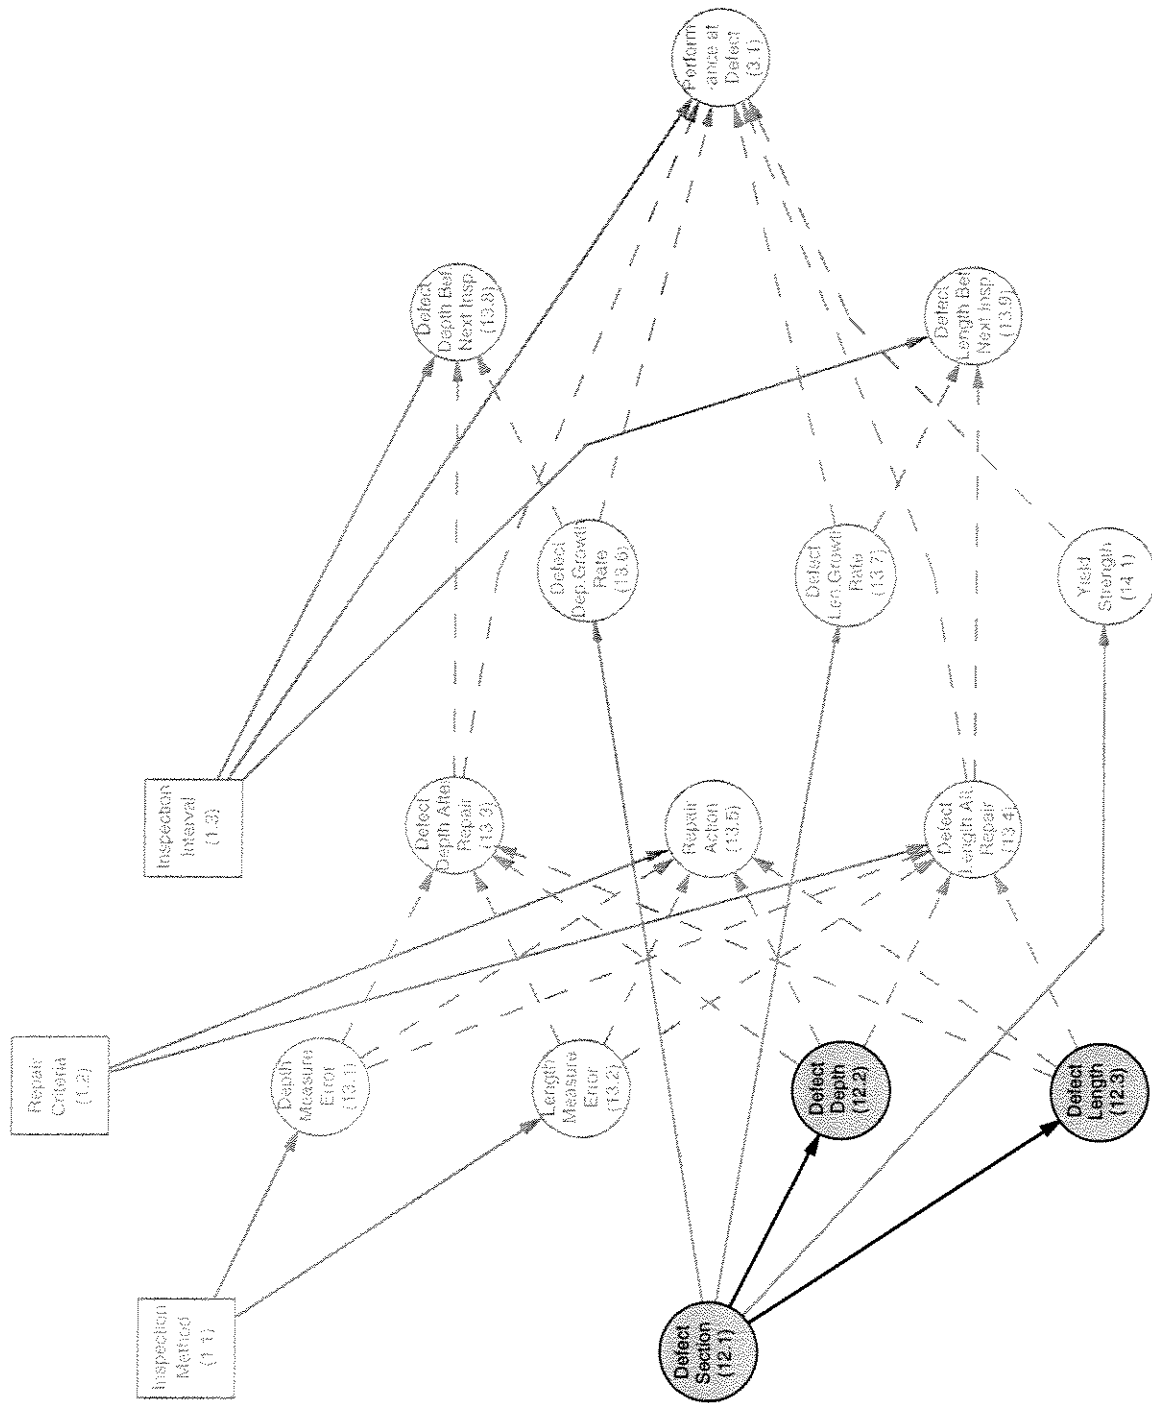 Inspection
Method
(1.1)
Repair
Criteria
(1.2)
Inspection
Interval
(1.3)
Depth
Measure
Error
(13.1)
Length
Measure
Error
(13.2)
Defect
Section
(12.1)
Defect
Depth
(12.2)
Defect
Length
(12.3)
Defect
Depth After
Repair
(13.3)
Repair
Action
(13.5)
Defect
Length Aft.
Repair
(13.4)
Defect
Dep.Growth
Rate
(13.6)
Defect
Len.Growth
Rate
(13.7)
Yield
Strength
(14.1)
Defect
Depth Bef
Next Insp.
(13.8)
Defect
Length Bef
Next Insp.
(13.9)
Perform
-ance at
Defect
(3.1)